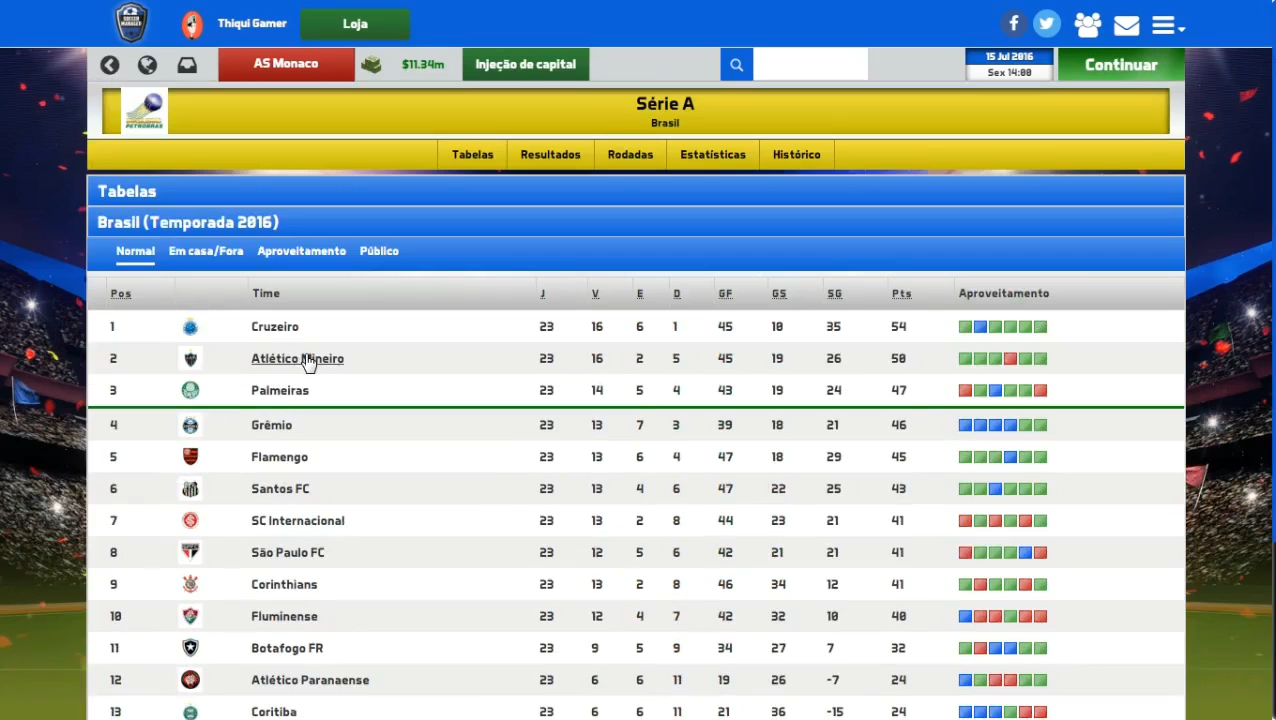 SOCCER MANAGER Thiqui Gamer Loja
AS Monaco $11.34m Injeção de capital 15 Jul 2016 Sex 14:00 Continuar
Série A
Brasil
PETROBRAS
Tabelas Resultados Rodadas Estatísticas Histórico
Tabelas
Brasil (Temporada 2016)
Normal Em casa/Fora Aproveitamento Público
Pos Time J V E D GF GS SG Pts Aproveitamento
1 Cruzeiro 23 16 6 1 45 10 35 54
2 Atlético Mineiro 23 16 2 5 45 19 26 50
3 Palmeiras 23 14 5 4 43 19 24 47
4 Grêmio 23 13 7 3 39 18 21 46
5 Flamengo 23 13 6 4 47 18 29 45
6 Santos FC 23 13 4 6 47 22 25 43
7 SC Internacional 23 13 2 8 44 23 21 41
8 São Paulo FC 23 12 5 6 42 21 21 41
9 Corinthians 23 13 2 8 46 34 12 41
10 Fluminense 23 12 4 7 42 32 10 40
11 Botafogo FR 23 9 5 9 34 27 7 32
12 Atlético Paranaense 23 6 6 11 19 26 -7 24
13 Coritiba 23 6 6 11 21 36 -15 24